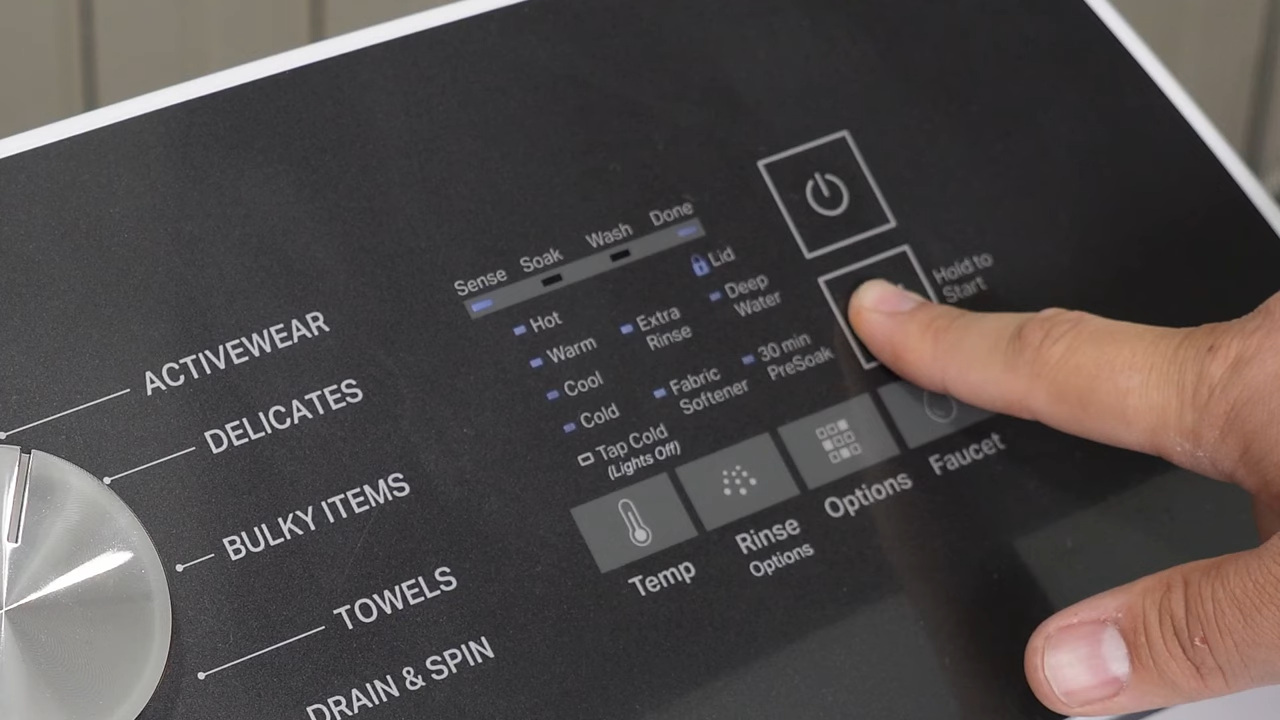 ACTIVEWEAR
DELICATES
BULKY ITEMS
TOWELS
DRAIN & SPIN
Sense Soak Wash Done
Lid
Hot
Extra
Rinse
Deep
Water
Warm
Cool
Fabric
Softener
30 min
PreSoak
Cold
Tap Cold
(Lights Off)
Hold to
Start
Temp
Rinse
Options
Options
Faucet